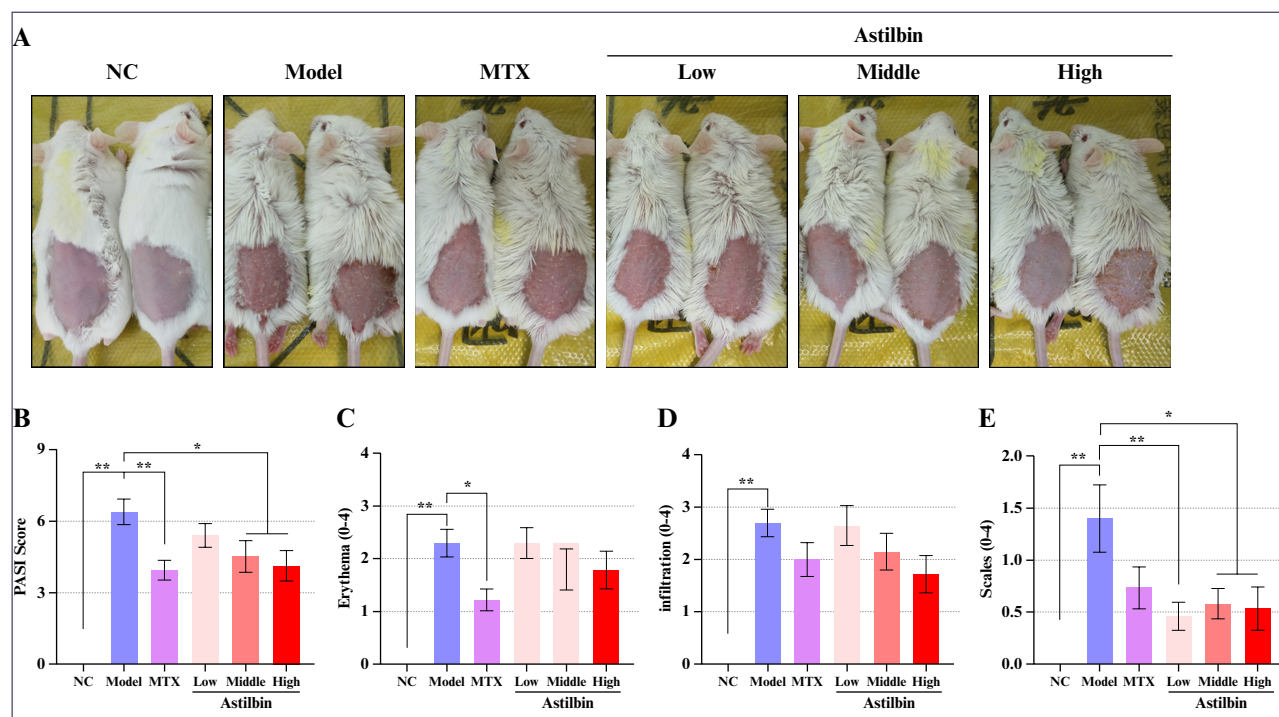 A
Astilbin
NC Model MTX Low Middle High
B
PASI Score
9
6
3
0
** ** *
NC Model MTX Low Middle High
Astilbin
C
Erythema (0-4)
4
3
2
1
0
** *
NC Model MTX Low Middle High
Astilbin
D
infiltration (0-4)
4
3
2
1
0
**
NC Model MTX Low Middle High
Astilbin
E
Scales (0-4)
2.0
1.5
1.0
0.5
0.0
** ** *
NC Model MTX Low Middle High
Astilbin